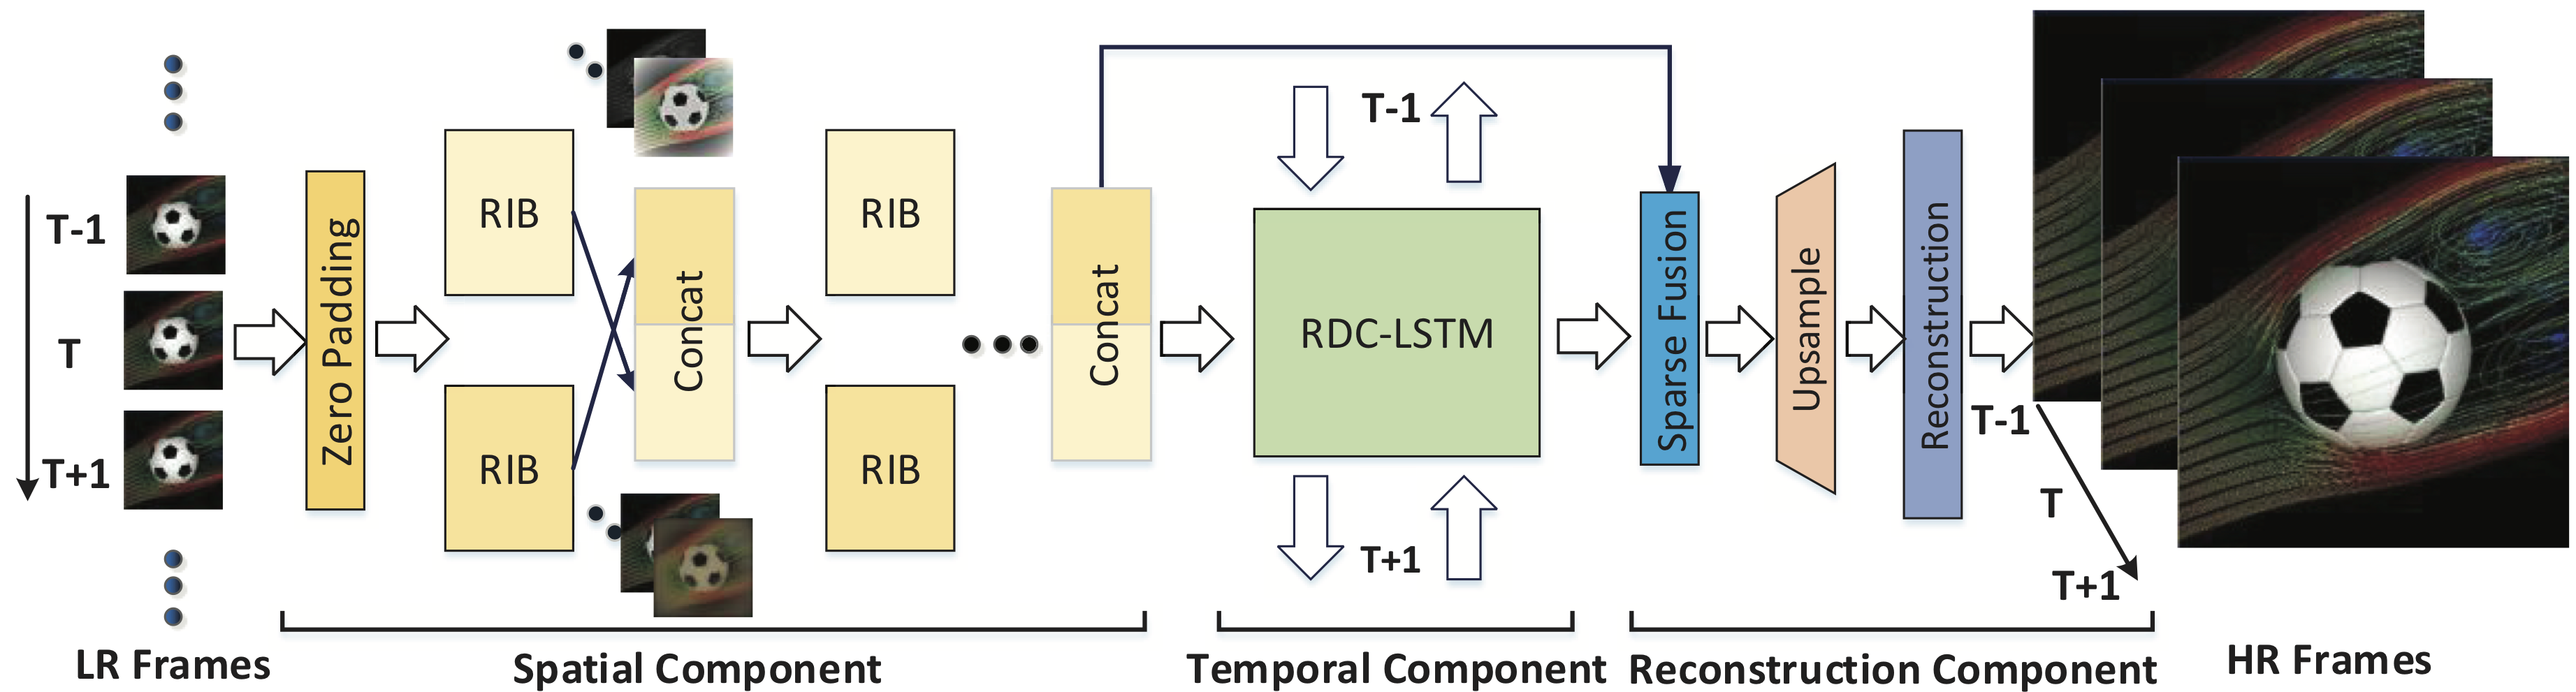 T-1
T
T+1
LR Frames
Zero Padding
RIB
RIB
Concat
RIB
RIB
Concat
Spatial Component
T-1
RDC-LSTM
T+1
Temporal Component
Sparse Fusion
Upsample
Reconstruction
Reconstruction Component
T-1
T
T+1
HR Frames